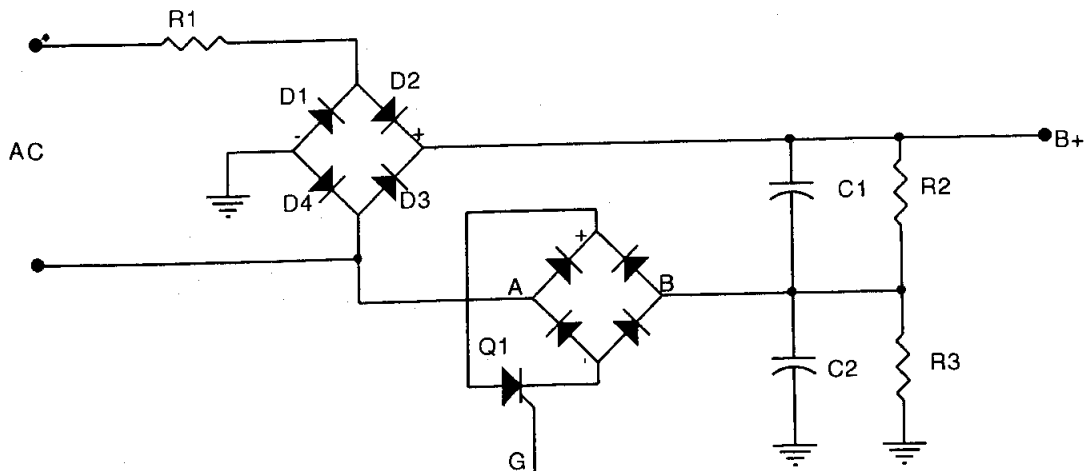 R1
D1
D2
-
+
AC
B+
C1
R2
D4
D3
+
A
B
Q1
-
C2
R3
G